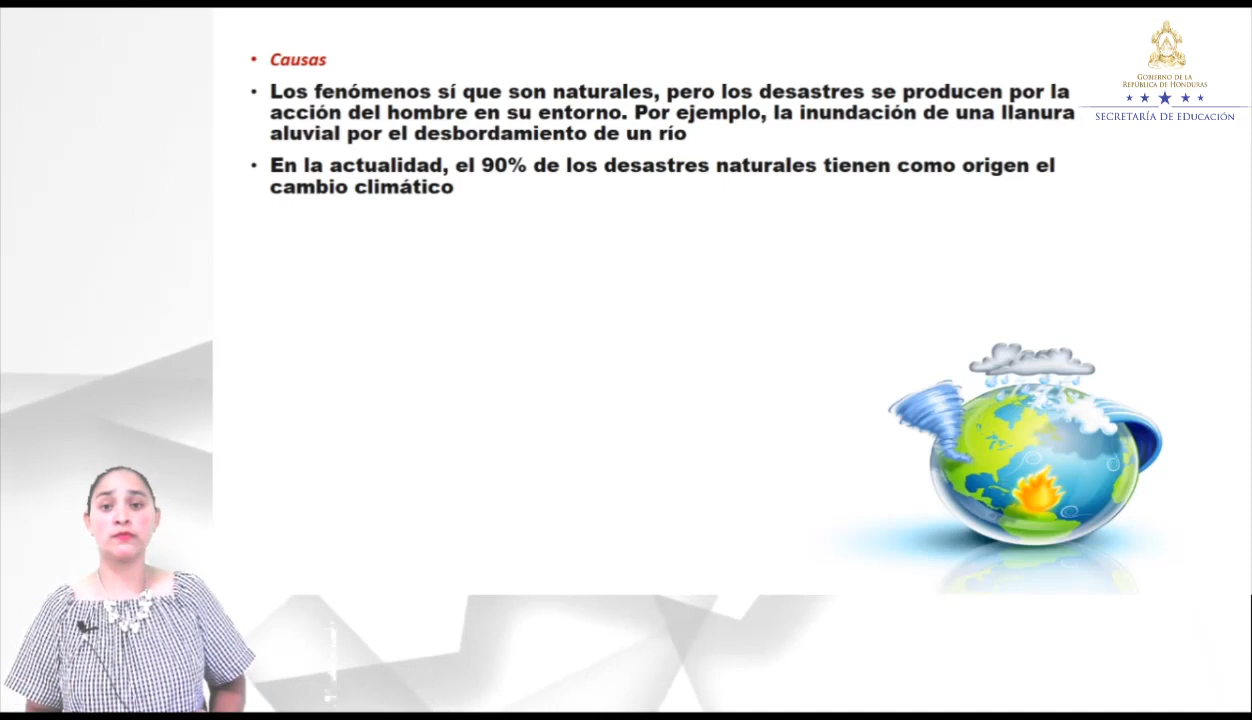 • Causas
• Los fenómenos sí que son naturales, pero los desastres se producen por la
acción del hombre en su entorno. Por ejemplo, la inundación de una llanura
aluvial por el desbordamiento de un río
• En la actualidad, el 90% de los desastres naturales tienen como origen el
cambio climático
GOBIERNO DE LA
REPÚBLICA DE HONDURAS
SECRETARÍA DE EDUCACIÓN